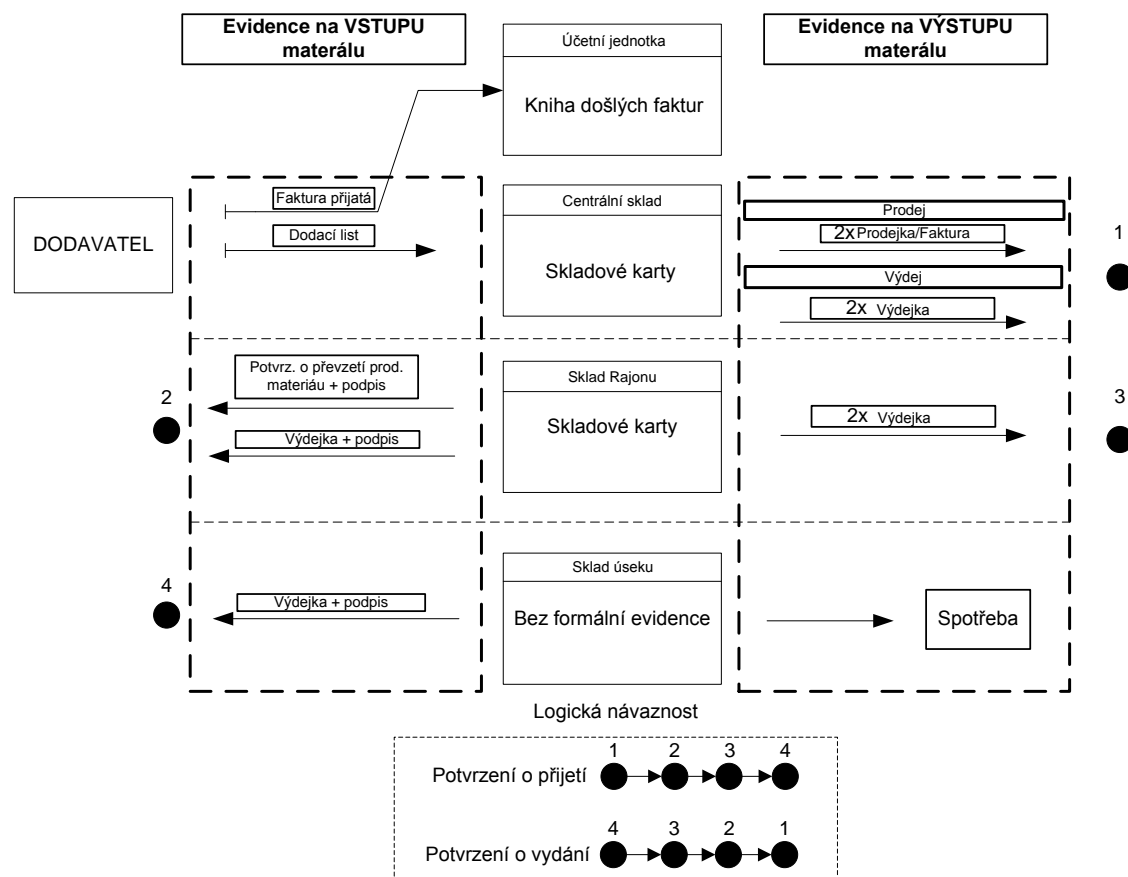 Evidence na VSTUPU
materálu
Účetní jednotka
Kniha došlých faktur
Evidence na VÝSTUPU
materálu
DODAVATEL
Faktura přijatá
Dodací list
Centrální sklad
Skladové karty
Prodej
2x Prodejka/Faktura
Výdej
2x Výdejka
1
2
Potvrz. o převzetí prod.
materiáu + podpis
Výdejka + podpis
Sklad Rajonu
Skladové karty
2x Výdejka
3
4
Výdejka + podpis
Sklad úseku
Bez formální evidence
Spotřeba
Logická návaznost
Potvrzení o přijetí 1 2 3 4
Potvrzení o vydání 4 3 2 1